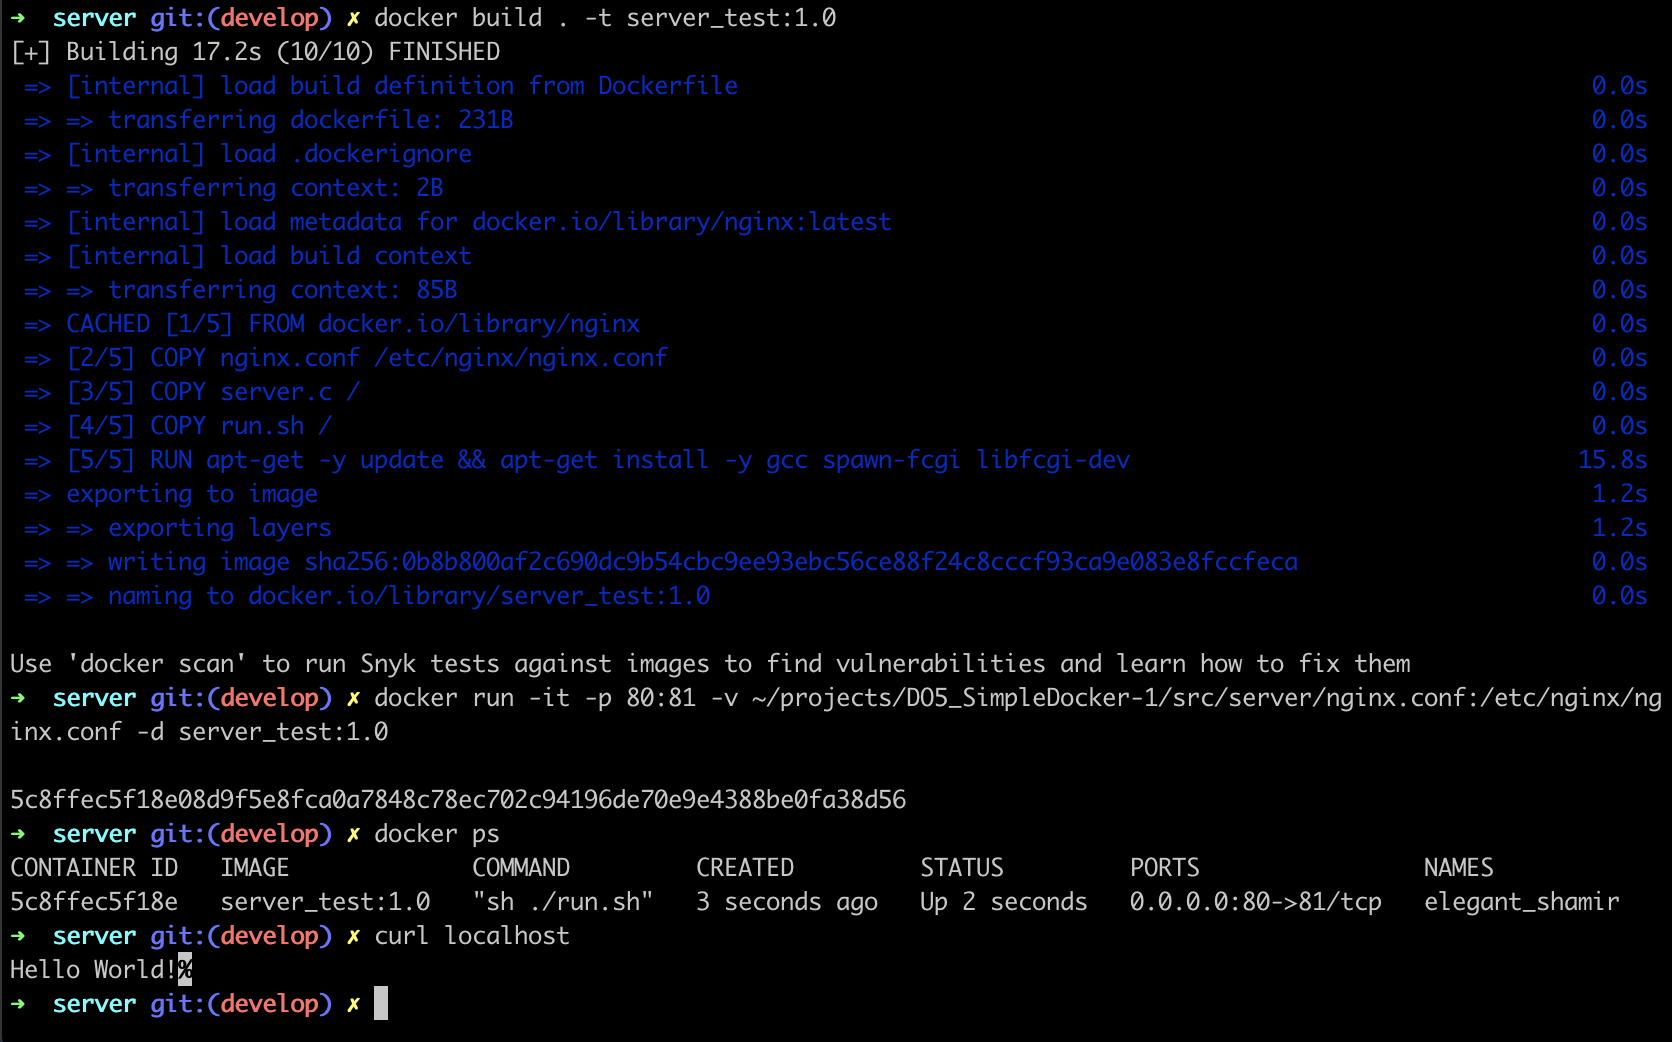 ➜  server git:(develop) ✗ docker build . -t server_test:1.0
[+] Building 17.2s (10/10) FINISHED
 => [internal] load build definition from Dockerfile 0.0s
 => => transferring dockerfile: 231B 0.0s
 => [internal] load .dockerignore 0.0s
 => => transferring context: 2B 0.0s
 => [internal] load metadata for docker.io/library/nginx:latest 0.0s
 => [internal] load build context 0.0s
 => => transferring context: 85B 0.0s
 => CACHED [1/5] FROM docker.io/library/nginx 0.0s
 => [2/5] COPY nginx.conf /etc/nginx/nginx.conf 0.0s
 => [3/5] COPY server.c / 0.0s
 => [4/5] COPY run.sh / 0.0s
 => [5/5] RUN apt-get -y update && apt-get install -y gcc spawn-fcgi libfcgi-dev 15.8s
 => exporting to image 1.2s
 => => exporting layers 1.2s
 => => writing image sha256:0b8b800af2c690dc9b54cbc9ee93ebc56ce88f24c8cccf93ca9e083e8fccfeca 0.0s
 => => naming to docker.io/library/server_test:1.0 0.0s
Use 'docker scan' to run Snyk tests against images to find vulnerabilities and learn how to fix them
➜  server git:(develop) ✗ docker run -it -p 80:81 -v ~/projects/DO5_SimpleDocker-1/src/server/nginx.conf:/etc/nginx/ng
inx.conf -d server_test:1.0
5c8ffec5f18e08d9f5e8fca0a7848c78ec702c94196de70e9e4388be0fa38d56
➜  server git:(develop) ✗ docker ps
CONTAINER ID   IMAGE             COMMAND         CREATED         STATUS         PORTS                NAMES
5c8ffec5f18e   server_test:1.0   "sh ./run.sh"   3 seconds ago   Up 2 seconds   0.0.0.0:80->81/tcp   elegant_shamir
➜  server git:(develop) ✗ curl localhost
Hello World!%
➜  server git:(develop) ✗